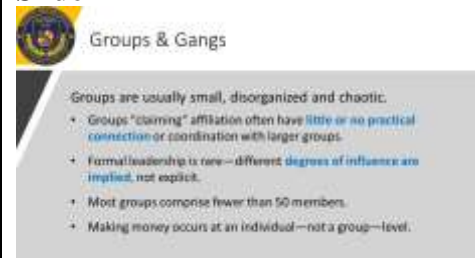 Groups & Gangs
Groups are usually small, disorganized and chaotic.
• Groups "claiming" affiliation often have little or no practical
connection or coordination with larger groups.
• Formal leadership is rare—different degrees of influence are
implied, not explicit.
• Most groups comprise fewer than 50 members.
• Making money occurs at an individual—not a group—level.